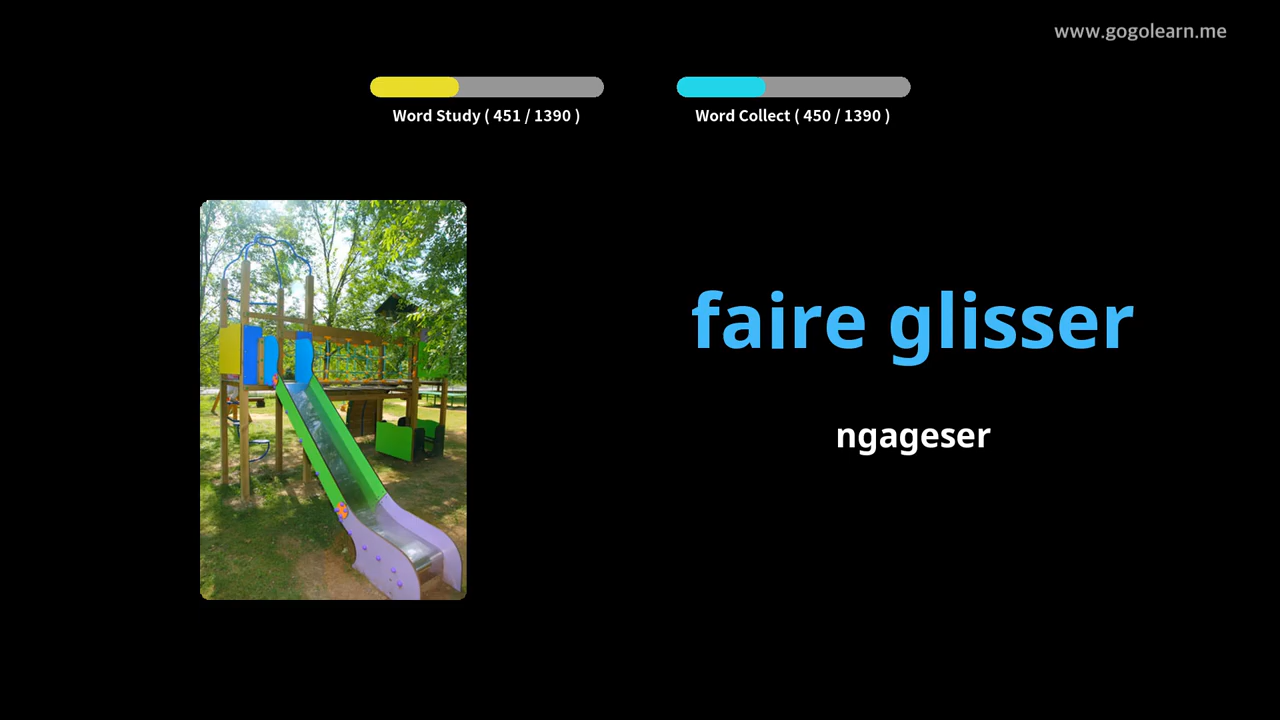 www.gogolearn.me
Word Study ( 451 / 1390 )
Word Collect ( 450 / 1390 )
faire glisser
ngageser